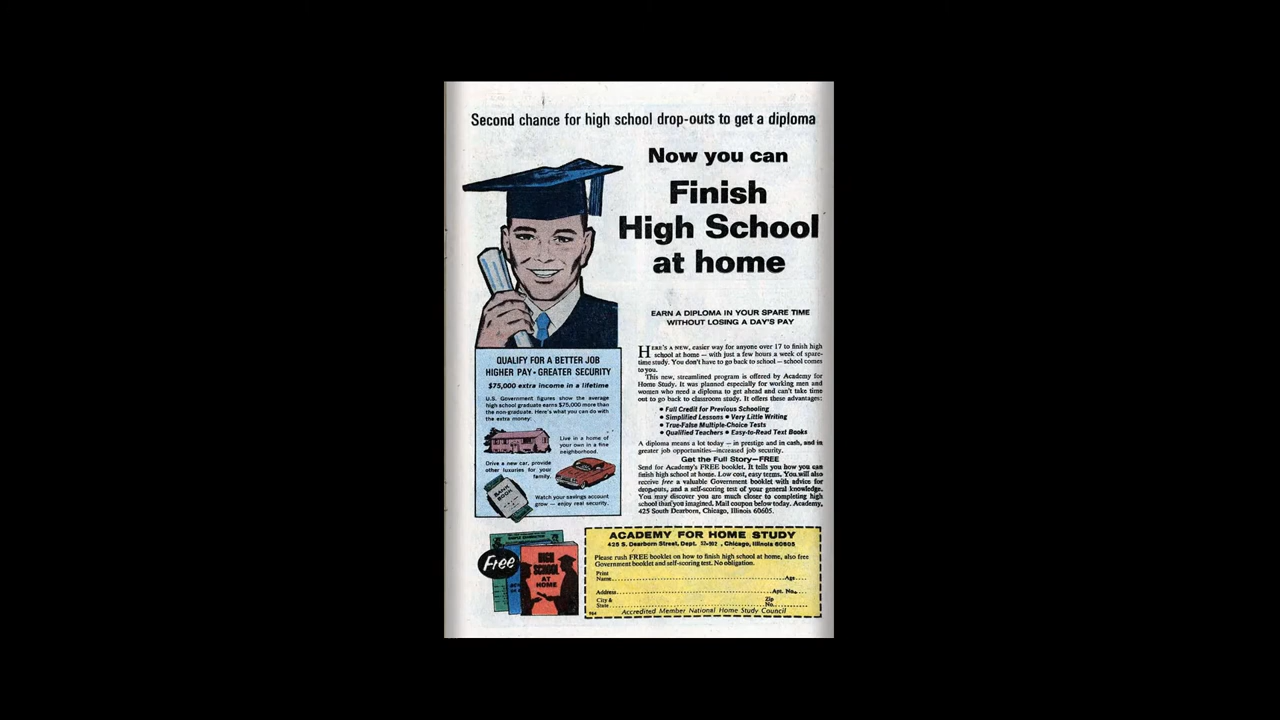 Second chance for high school drop-outs to get a diploma
Now you can
Finish
High School
at home
EARN A DIPLOMA IN YOUR SPARE TIME
WITHOUT LOSING A DAY'S PAY
HERE'S A NEW, easier way for anyone over 17 to finish high
school at home — with just a few hours a week of spare-
time study. You don't have to go back to school — school comes
to you.
This new, streamlined program is offered by Academy for
Home Study. It was planned especially for working men and
women who need a diploma to get ahead and can't take time
out to go back to classroom study. It offers these advantages:
• Full Credit for Previous Schooling
• Simplified Lessons • Very Little Writing
• True-False Multiple-Choice Tests
• Qualified Teachers • Easy-to-Read Text Books
A diploma means a lot today — in prestige and in cash, and in
greater job opportunities—increased job security.
Get the Full Story—FREE
Send for Academy's FREE booklet. It tells you how you can
finish high school at home. Low cost, easy terms. You will also
receive free a valuable Government booklet with advice for
drop-outs, and a self-scoring test of your general knowledge.
You may discover you are much closer to completing high
school than you imagined. Mail coupon below today. Academy,
425 South Dearborn, Chicago, Illinois 60605.
QUALIFY FOR A BETTER JOB
HIGHER PAY • GREATER SECURITY
$75,000 extra income in a lifetime
U.S. Government figures show the average
high school graduate earns $75,000 more than
the non-graduate. Here's what you can do with
the extra money:
Live in a home of
your own in a fine
neighborhood.
Drive a new car, provide
other luxuries for your
family.
BANK
BOOK
Watch your savings account
grow — enjoy real security.
Free
HIGH
SCHOOL
AT
HOME
ACADEMY FOR HOME STUDY
425 S. Dearborn Street, Dept. 52-902 , Chicago, Illinois 60605
Please rush FREE booklet on how to finish high school at home, also free
Government booklet and self-scoring test. No obligation.
Print
Name Age
Address Apt. No.
City & Zip
State No.
Accredited Member National Home Study Council